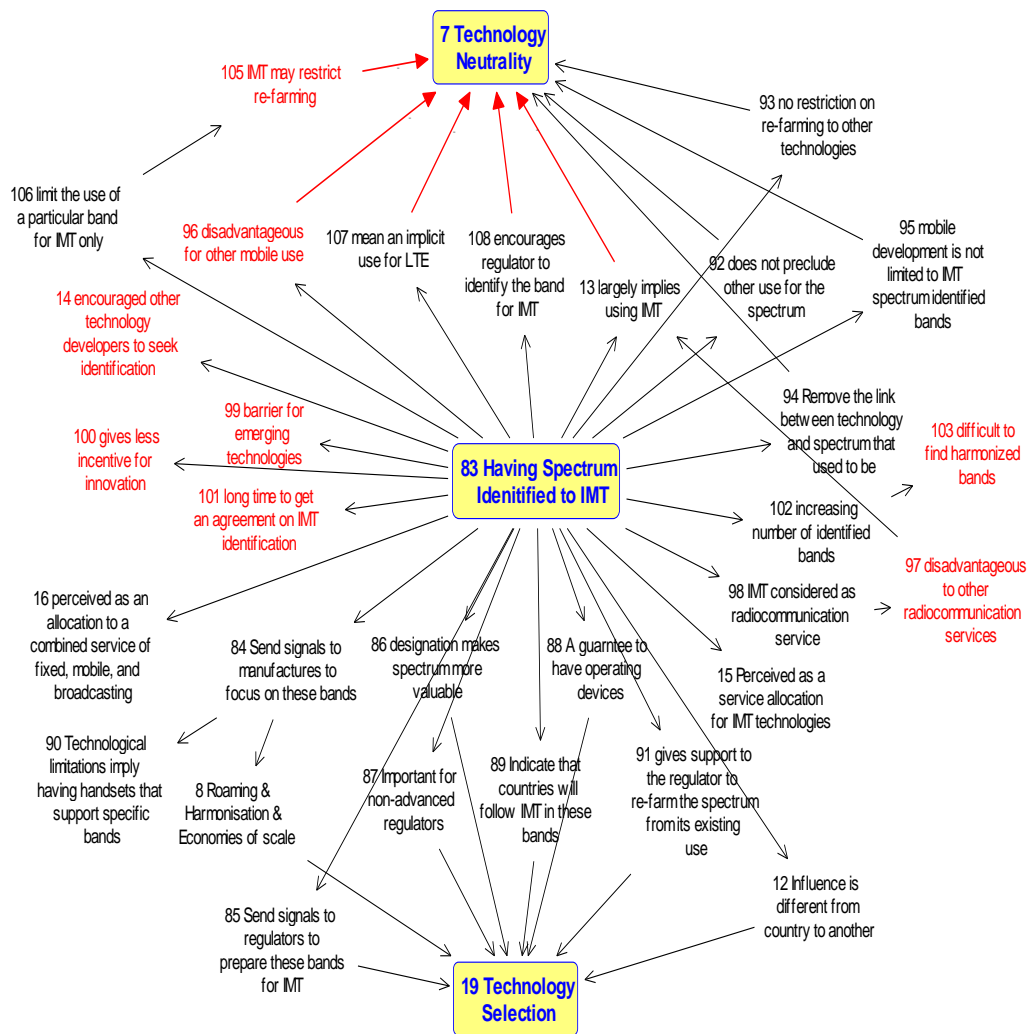 7 Technology
Neutrality
105 IMT may restrict
re-farming
93 no restriction on
re-farming to other
technologies
106 limit the use of
a particular band
for IMT only
96 disadvantageous
for other mobile use
107 mean an implicit
use for LTE
108 encourages
regulator to
identify the band
for IMT
13 largely implies
using IMT
92 does not preclude
other use for the
spectrum
95 mobile
development is not
limited to IMT
spectrum identified
bands
14 encouraged other
technology
developers to seek
identification
99 barrier for
emerging
technologies
100 gives less
incentive for
innovation
101 long time to get
an agreement on IMT
identification
83 Having Spectrum
Idenitified to IMT
94 Remove the link
between technology
and spectrum that
used to be
103 difficult to
find harmonized
bands
102 increasing
number of identified
bands
98 IMT considered as
radiocommunication
service
97 disadvantageous
to other
radiocommunication
services
16 perceived as an
allocation to a
combined service of
fixed, mobile, and
broadcasting
84 Send signals to
manufactures to
focus on these bands
86 designation makes
spectrum more
valuable
88 A guarntee to
have operating
devices
15 Perceived as a
service allocation
for IMT technologies
90 Technological
limitations imply
having handsets that
support specific
bands
8 Roaming &
Harmonisation &
Economies of scale
87 Important for
non-advanced
regulators
89 Indicate that
countries will
follow IMT in these
bands
91 gives support to
the regulator to
re-farm the spectrum
from its existing
use
85 Send signals to
regulators to
prepare these bands
for IMT
12 Influence is
different from
country to another
19 Technology
Selection